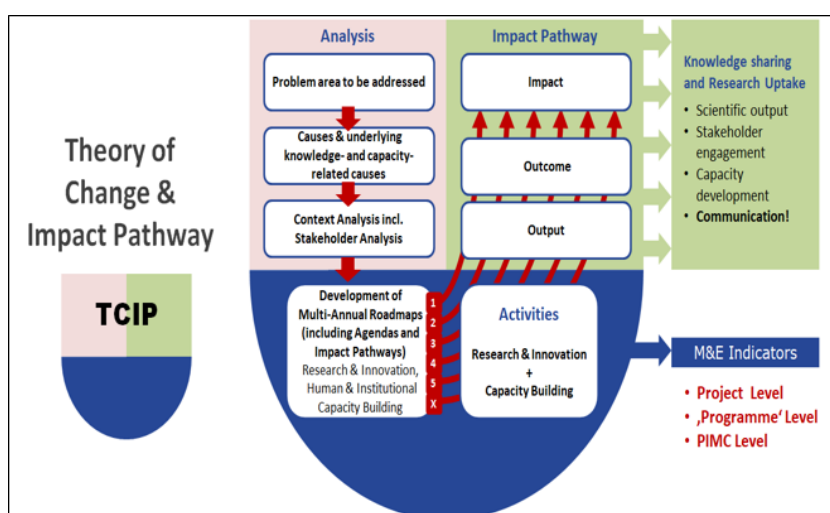 Theory of
Change &
Impact Pathway
TCIP
Analysis
Problem area to be addressed
Causes & underlying
knowledge- and capacity-
related causes
Context Analysis incl.
Stakeholder Analysis
Development of
Multi-Annual Roadmaps
(including Agendas and
Impact Pathways)
Research & Innovation,
Human & Institutional
Capacity Building
1
2
3
4
5
X
Impact Pathway
Impact
Outcome
Output
Activities
Research & Innovation
+
Capacity Building
Knowledge sharing
and Research Uptake
• Scientific output
• Stakeholder
engagement
• Capacity
development
• Communication!
M&E Indicators
• Project Level
• ‚Programme‘ Level
• PIMC Level